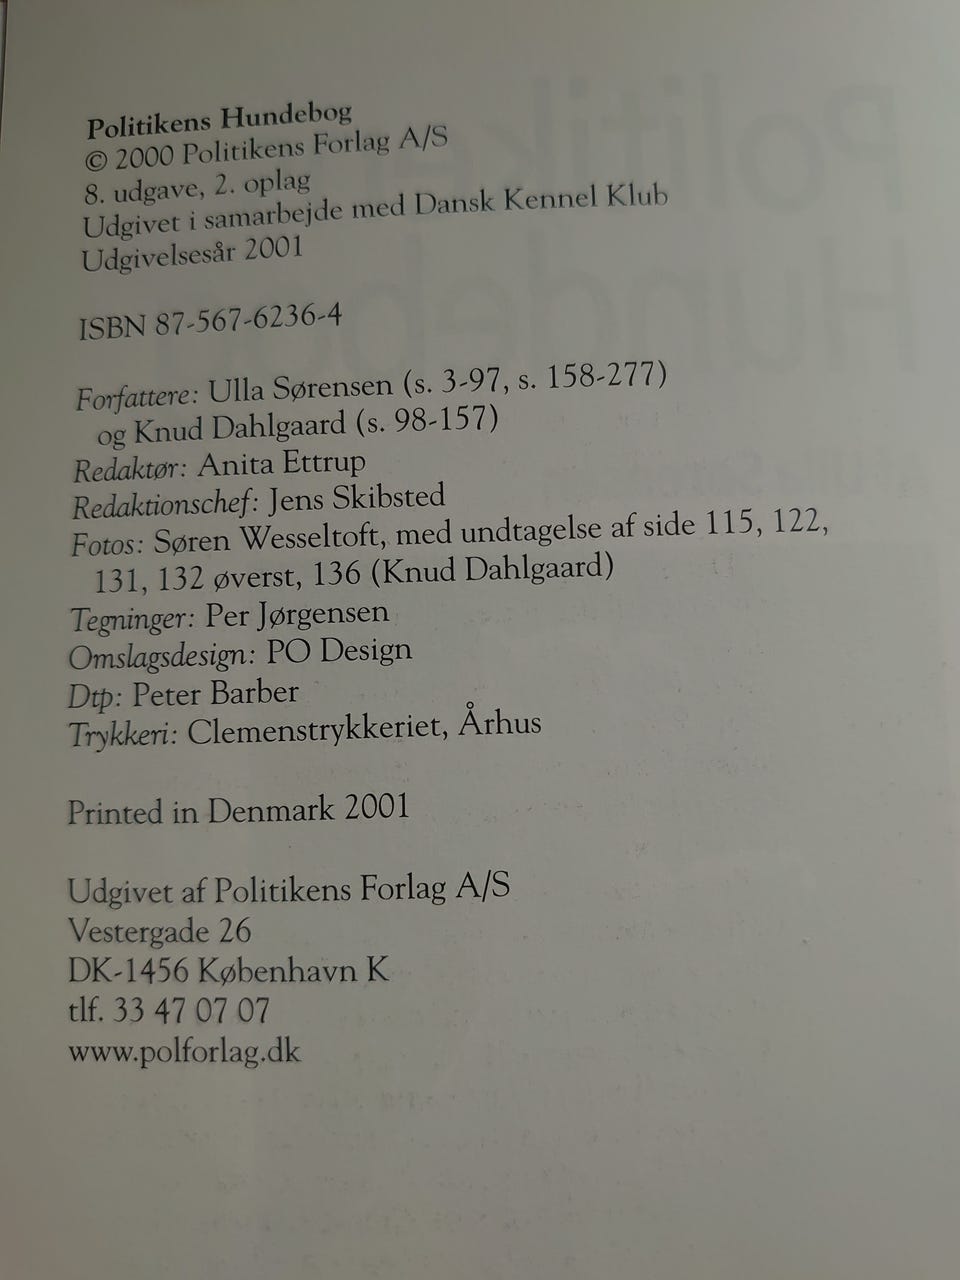 Politikens Hundebog
© 2000 Politikens Forlag A/S
8. udgave, 2. oplag
Udgivet i samarbejde med Dansk Kennel Klub
Udgivelsesår 2001
ISBN 87-567-6236-4
Forfattere: Ulla Sørensen (s. 3-97, s. 158-277)
og Knud Dahlgaard (s. 98-157)
Redaktør: Anita Ettrup
Redaktionschef: Jens Skibsted
Fotos: Søren Wesseltoft, med undtagelse af side 115, 122,
131, 132 øverst, 136 (Knud Dahlgaard)
Tegninger: Per Jørgensen
Omslagsdesign: PO Design
Dtp: Peter Barber
Trykkeri: Clemenstrykkeriet, Århus
Printed in Denmark 2001
Udgivet af Politikens Forlag A/S
Vestergade 26
DK-1456 København K
tlf. 33 47 07 07
www.polforlag.dk